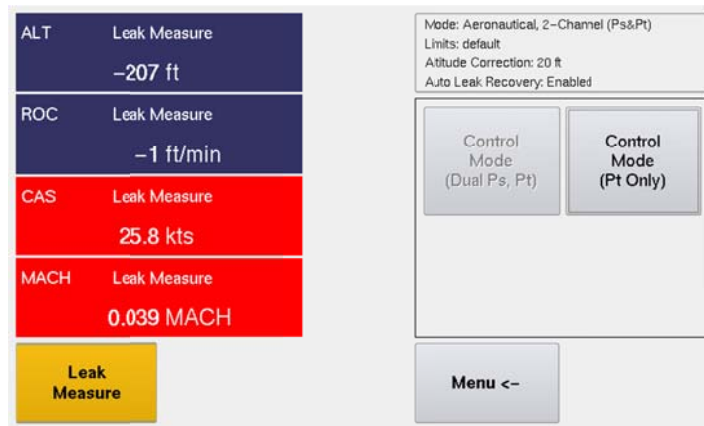 ALT Leak Measure
-207 ft
ROC Leak Measure
-1 ft/min
CAS Leak Measure
25.8 kts
MACH Leak Measure
0.039 MACH
Leak
Measure
Mode: Aeronautical, 2-Channel (Ps&Pt)
Limits: default
Atitude Correction: 20 ft
Auto Leak Recovery: Enabled
Control
Mode
(Dual Ps, Pt)
Control
Mode
(Pt Only)
Menu <-